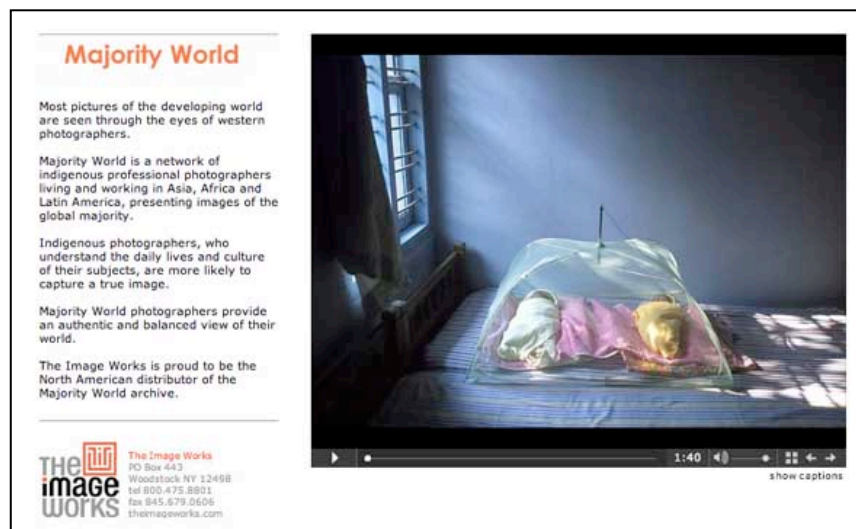 Majority World
Most pictures of the developing world
are seen through the eyes of western
photographers.
Majority World is a network of
indigenous professional photographers
living and working in Asia, Africa and
Latin America, presenting images of the
global majority.
Indigenous photographers, who
understand the daily lives and culture
of their subjects, are more likely to
capture a true image.
Majority World photographers provide
an authentic and balanced view of their
world.
The Image Works is proud to be the
North American distributor of the
Majority World archive.
THE
image
WORKS
The Image Works
PO Box 443
Woodstock NY 12498
tel 800.475.8801
fax 845.679.0606
theimageworks.com
1:40
show captions